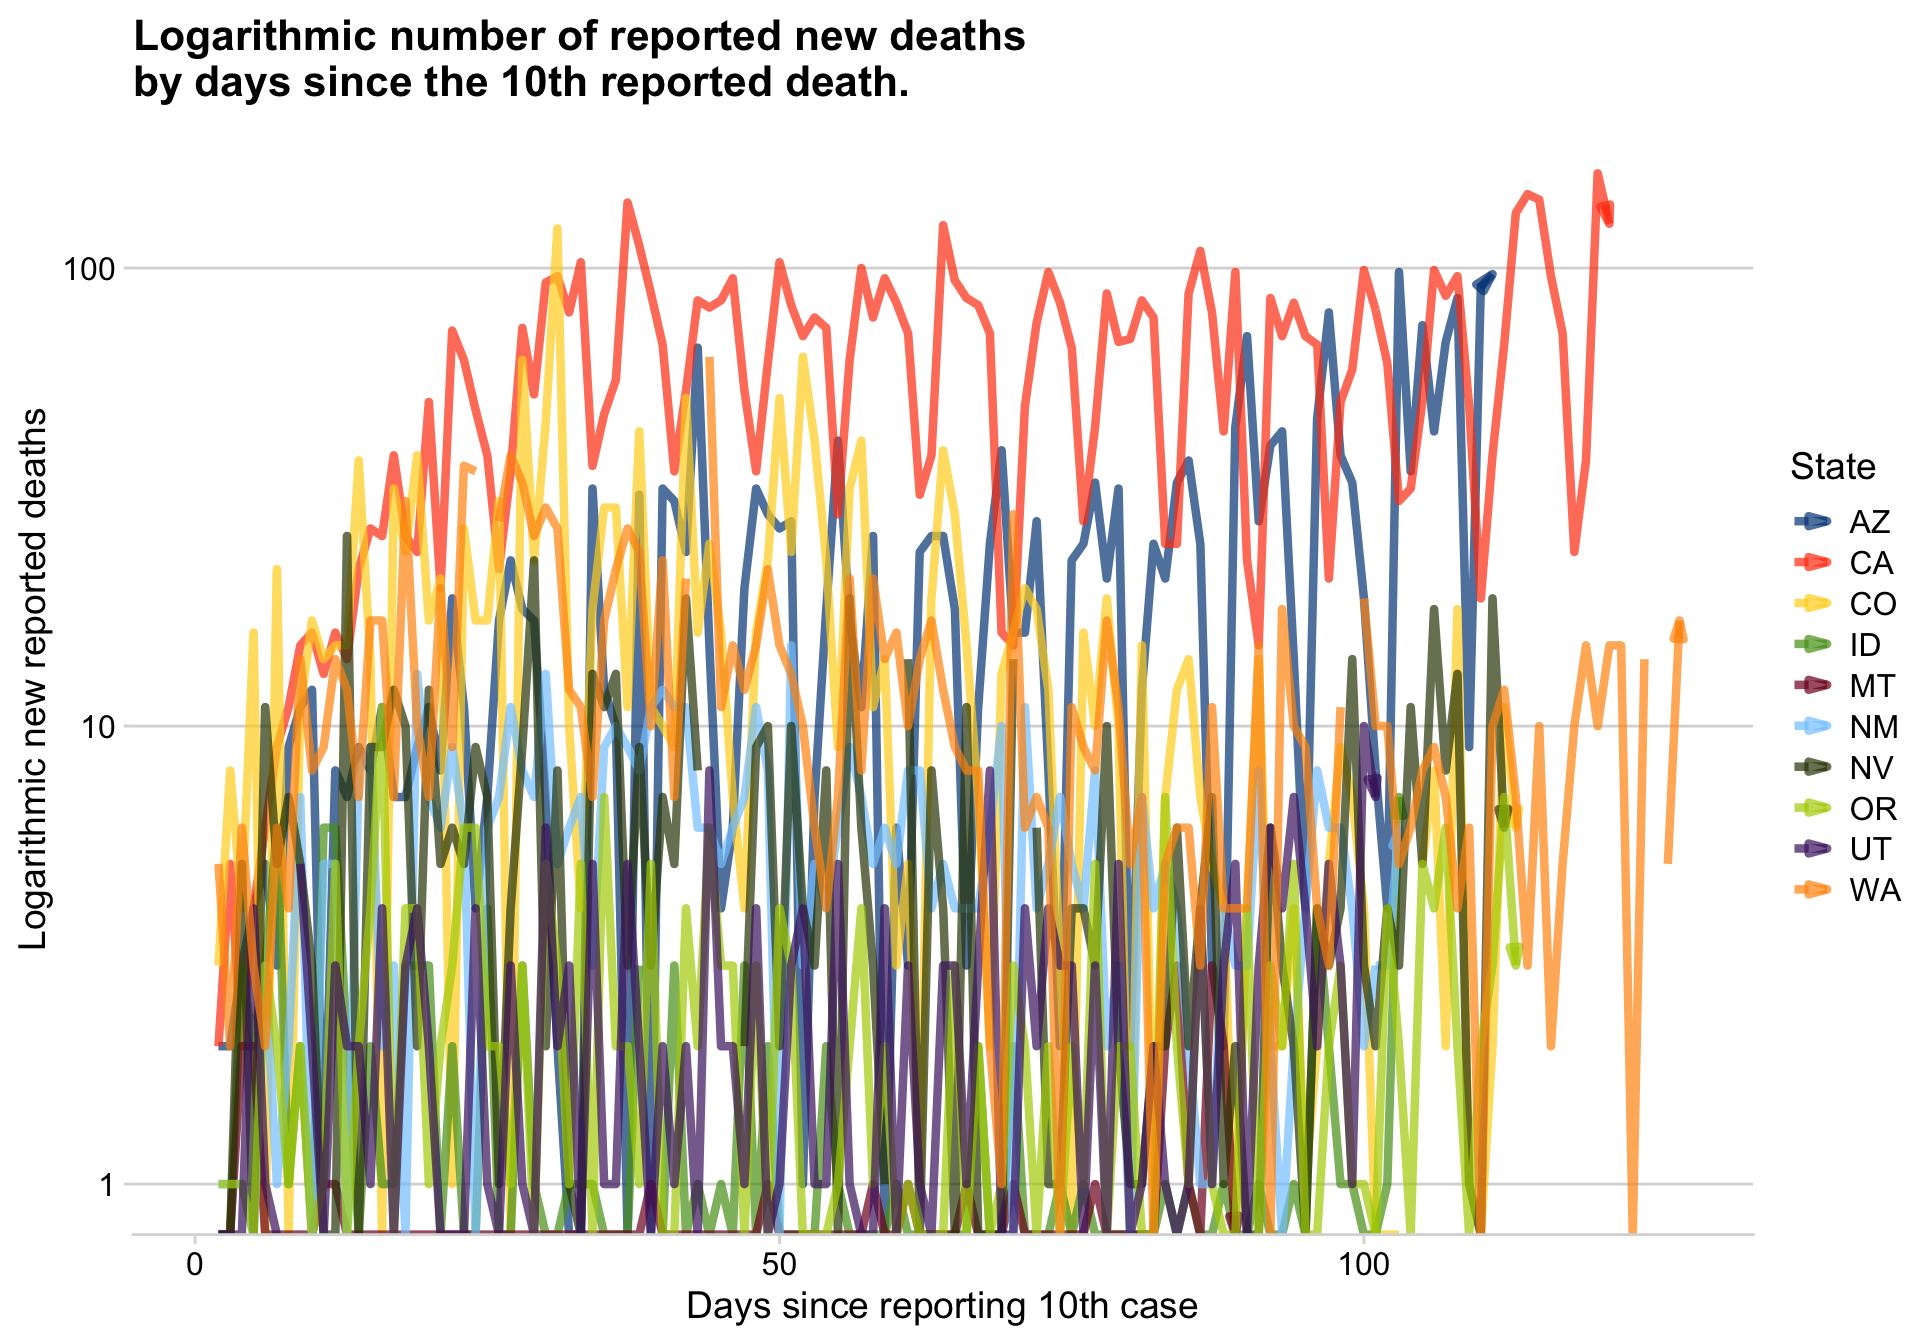 Logarithmic number of reported new deaths
by days since the 10th reported death.
Logarithmic new reported deaths
100
10
1
0
50
100
Days since reporting 10th case
State
AZ
CA
CO
ID
MT
NM
NV
OR
UT
WA